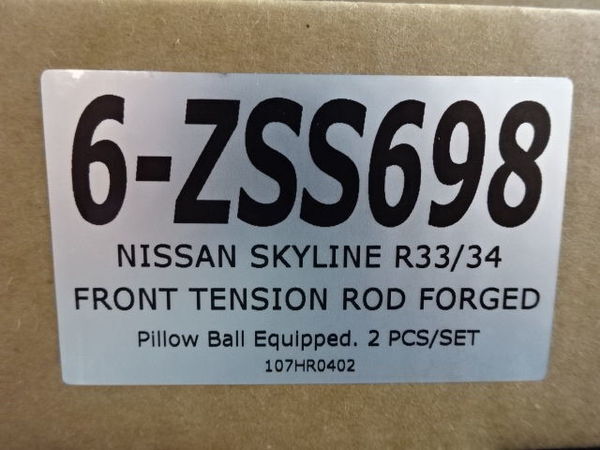 6-ZSS698
NISSAN SKYLINE R33/34
FRONT TENSION ROD FORGED
Pillow Ball Equipped. 2 PCS/SET
107HR0402